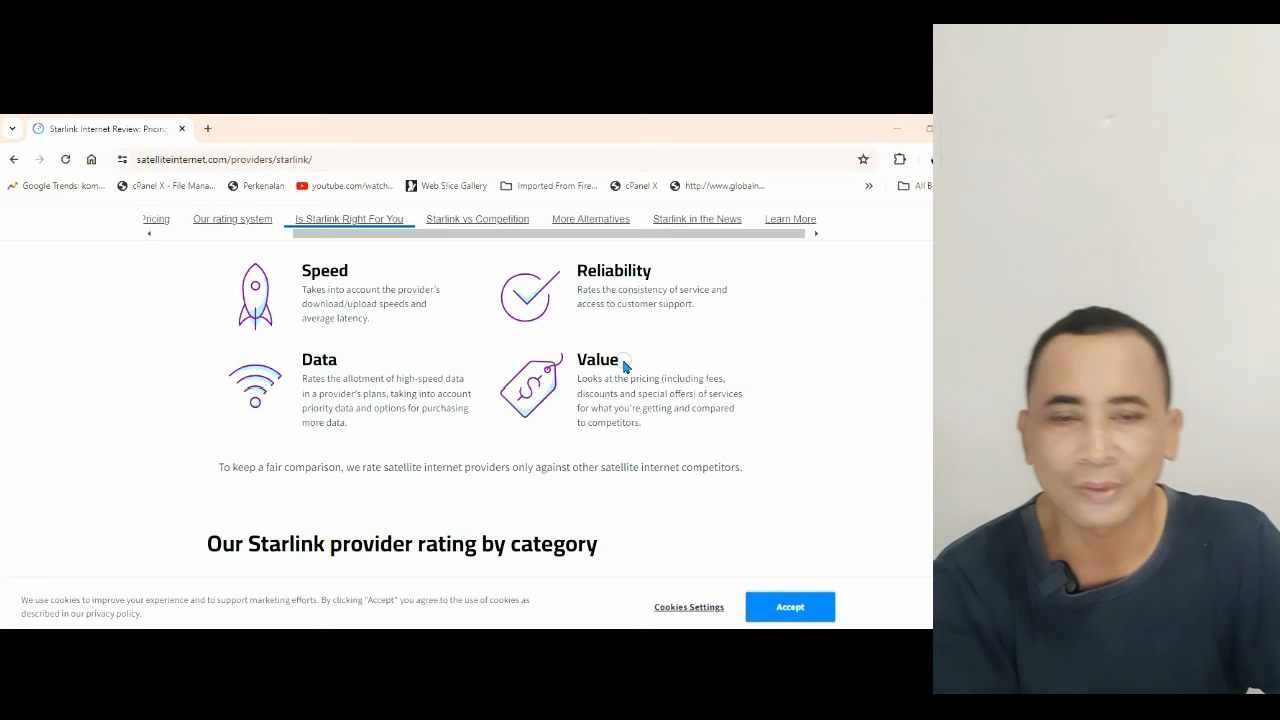 Starlink Internet Review: Pricing
satelliteinternet.com/providers/starlink/
Google Trends: kom...
cPanel X - File Mana...
Perkenalan
youtube.com/watch...
Web Slice Gallery
Imported From Fire...
cPanel X
http://www.globaln...
All B
Pricing
Our rating system
Is Starlink Right For You
Starlink vs Competition
More Alternatives
Starlink in the News
Learn More
Speed
Takes into account the provider's
download/upload speeds and
average latency.
Reliability
Rates the consistency of service and
access to customer support.
Data
Rates the allotment of high-speed data
in a provider's plans, taking into account
priority data and options for purchasing
more data.
Value
Looks at the pricing (including fees,
discounts and special offers) of services
for what you're getting and compared
to competitors.
To keep a fair comparison, we rate satellite internet providers only against other satellite internet competitors.
Our Starlink provider rating by category
We use cookies to improve your experience and to support marketing efforts. By clicking "Accept" you agree to the use of cookies as
described in our privacy policy.
Cookies Settings
Accept